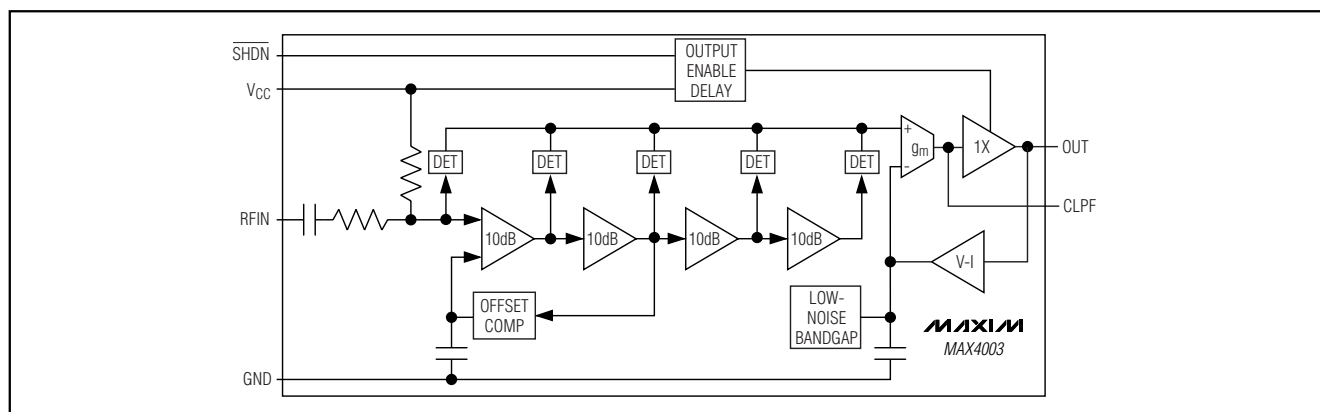 SHDN
VCC
OUTPUT
ENABLE
DELAY
DET
DET
DET
DET
DET
+
-
gm
1X
OUT
CLPF
RFIN
10dB
10dB
10dB
10dB
V-I
OFFSET
COMP
LOW-
NOISE
BANDGAP
MAXIM
MAX4003
GND